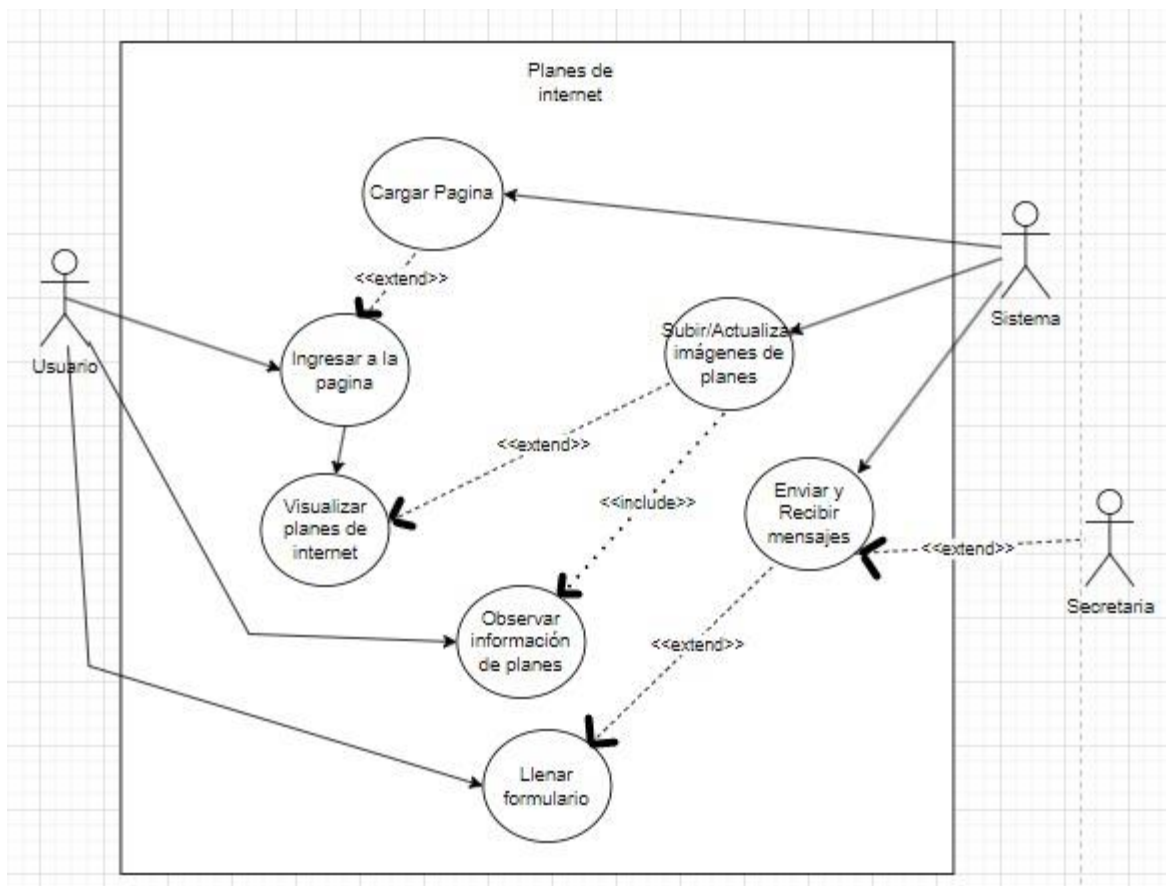 Planes de
internet
Cargar Pagina
<<extend>>
Sistema
Subir/Actualiza
imágenes de
planes
Usuario
Ingresar a la
pagina
<<extend>>
<<include>>
Visualizar
planes de
internet
Enviar y
Recibir
mensajes
<<extend>>
Secretaria
Observar
información
de planes
<<extend>>
Llenar
formulario